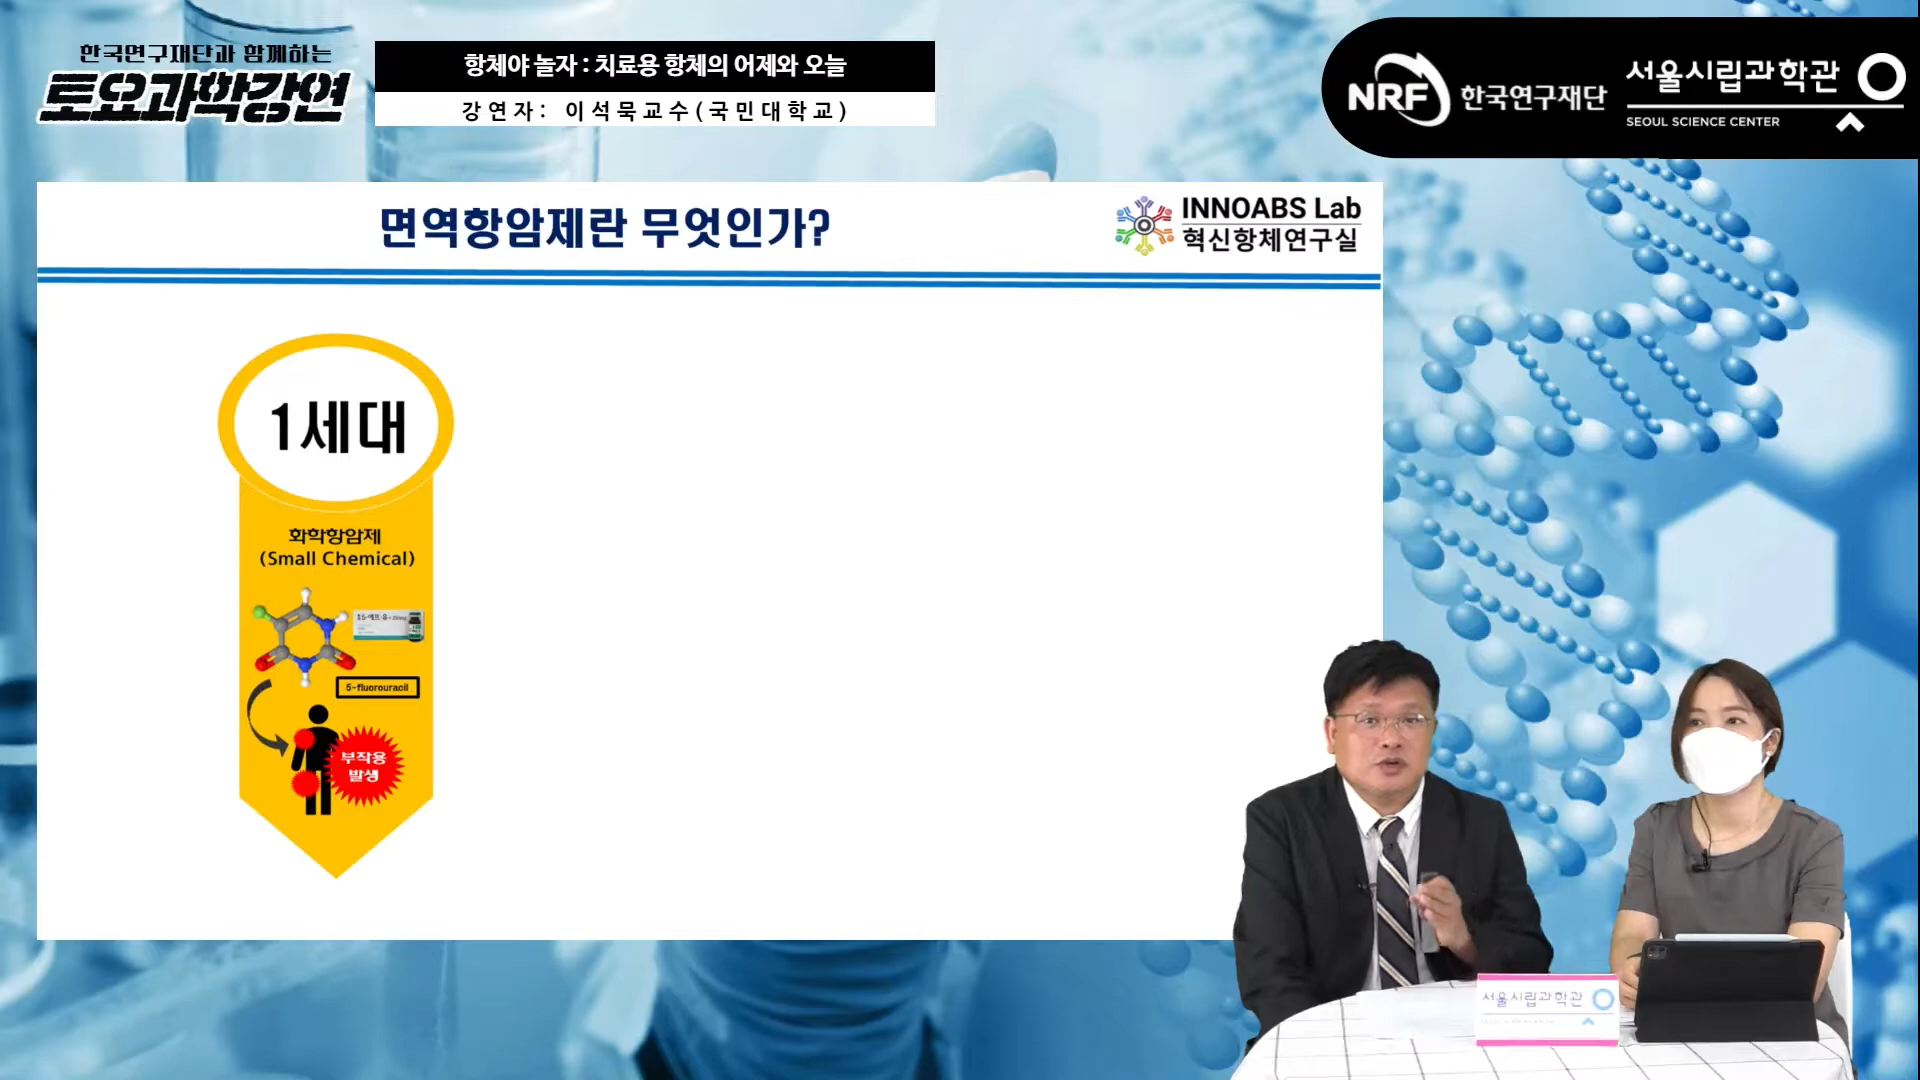 한국연구재단과 함께하는
토요과학강연
항체야 놀자 : 치료용 항체의 어제와 오늘
강연자: 이석묵교수(국민대학교)
NRF 한국연구재단
서울시립과학관
SEOUL SCIENCE CENTER
면역항암제란 무엇인가?
INNOABS Lab
혁신항체연구실
1세대
화학항암제
(Small Chemical)
5-fluorouracil
부작용
발생
서울시립과학관